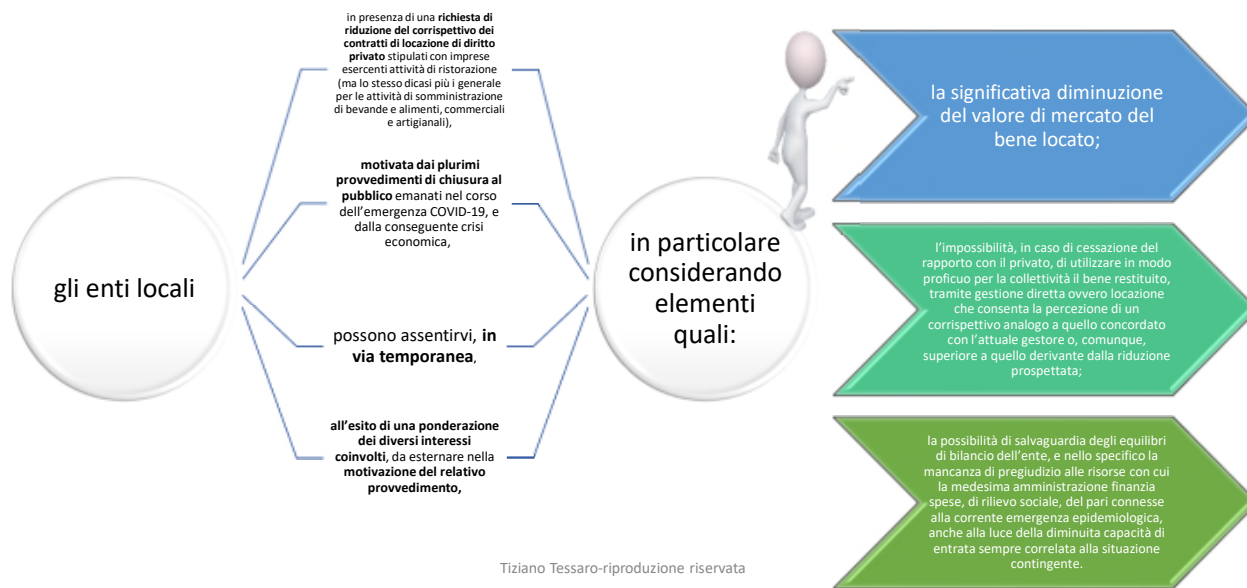 gli enti locali
in presenza di una richiesta di
riduzione del corrispettivo dei
contratti di locazione di diritto
privato stipulati con imprese
esercenti attività di ristorazione
(ma lo stesso dicasi più i generale
per le attività di somministrazione
di bevande e alimenti, commerciali
e artigianali),
motivata dai plurimi
provvedimenti di chiusura al
pubblico emanati nel corso
dell'emergenza COVID-19, e
dalla conseguente crisi
economica,
possono assentirvi, in
via temporanea,
all'esito di una ponderazione
dei diversi interessi
coinvolti, da esternare nella
motivazione del relativo
provvedimento,
in particolare
considerando
elementi
quali:
la significativa diminuzione
del valore di mercato del
bene locato;
l'impossibilità, in caso di cessazione del
rapporto con il privato, di utilizzare in modo
proficuo per la collettività il bene restituito,
tramite gestione diretta ovvero locazione
che consenta la percezione di un
corrispettivo analogo a quello concordato
con l'attuale gestore o, comunque,
superiore a quello derivante dalla riduzione
prospettata;
la possibilità di salvaguardia degli equilibri
di bilancio dell'ente, e nello specifico la
mancanza di pregiudizio alle risorse con cui
la medesima amministrazione finanzia
spese, di rilievo sociale, del pari connesse
alla corrente emergenza epidemiologica,
anche alla luce della diminuita capacità di
entrata sempre correlata alla situazione
contingente.
Tiziano Tessaro-riproduzione riservata